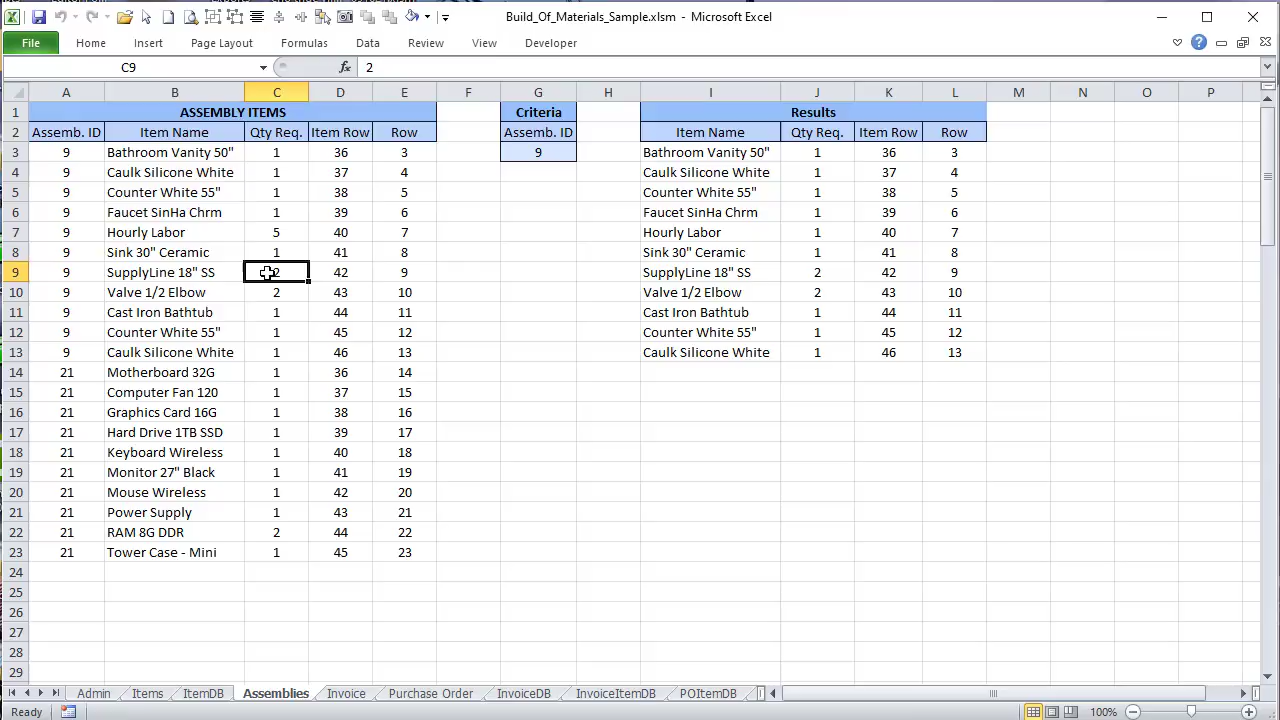 Build_Of_Materials_Sample.xlsm - Microsoft Excel
File Home Insert Page Layout Formulas Data Review View Developer
C9 fx 2
A B C D E F G H I J K L M N O P
1 ASSEMBLY ITEMS Criteria Results
2 Assemb. ID Item Name Qty Req. Item Row Row Assemb. ID Item Name Qty Req. Item Row Row
3 9 Bathroom Vanity 50" 1 36 3 9 Bathroom Vanity 50" 1 36 3
4 9 Caulk Silicone White 1 37 4 Caulk Silicone White 1 37 4
5 9 Counter White 55" 1 38 5 Counter White 55" 1 38 5
6 9 Faucet SinHa Chrm 1 39 6 Faucet SinHa Chrm 1 39 6
7 9 Hourly Labor 5 40 7 Hourly Labor 1 40 7
8 9 Sink 30" Ceramic 1 41 8 Sink 30" Ceramic 1 41 8
9 9 SupplyLine 18" SS 2 42 9 SupplyLine 18" SS 2 42 9
10 9 Valve 1/2 Elbow 2 43 10 Valve 1/2 Elbow 2 43 10
11 9 Cast Iron Bathtub 1 44 11 Cast Iron Bathtub 1 44 11
12 9 Counter White 55" 1 45 12 Counter White 55" 1 45 12
13 9 Caulk Silicone White 1 46 13 Caulk Silicone White 1 46 13
14 21 Motherboard 32G 1 36 14
15 21 Computer Fan 120 1 37 15
16 21 Graphics Card 16G 1 38 16
17 21 Hard Drive 1TB SSD 1 39 17
18 21 Keyboard Wireless 1 40 18
19 21 Monitor 27" Black 1 41 19
20 21 Mouse Wireless 1 42 20
21 21 Power Supply 1 43 21
22 21 RAM 8G DDR 2 44 22
23 21 Tower Case - Mini 1 45 23
24
25
26
27
28
29
Admin Items ItemDB Assemblies Invoice Purchase Order InvoiceDB InvoiceItemDB POItemDB
Ready 100%